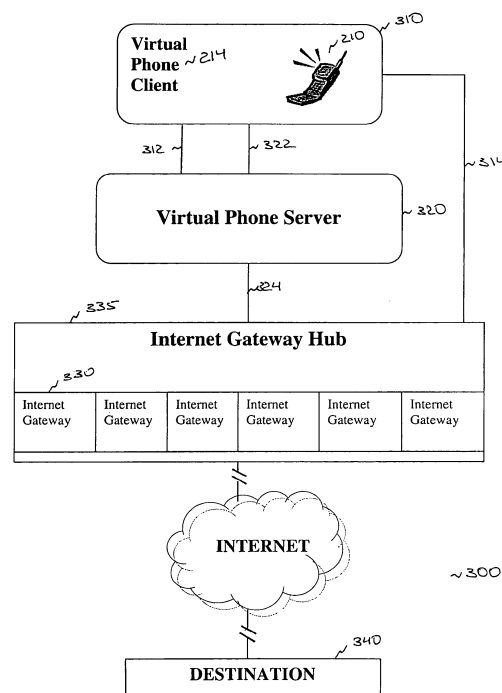 310
Virtual
Phone 214
Client
210
312
322
314
Virtual Phone Server
320
324
335
Internet Gateway Hub
330
Internet Gateway
Internet Gateway
Internet Gateway
Internet Gateway
Internet Gateway
Internet Gateway
INTERNET
300
340
DESTINATION